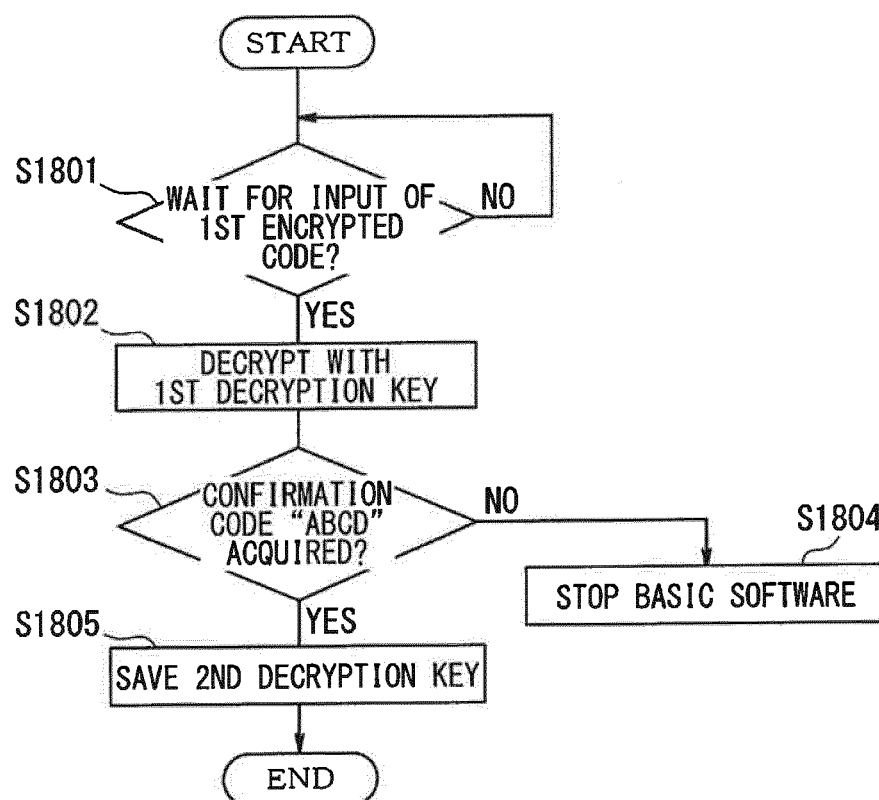 START
S1801
WAIT FOR INPUT OF
1ST ENCRYPTED
CODE?
NO
YES
S1802
DECRYPT WITH
1ST DECRYPTION KEY
S1803
CONFIRMATION
CODE "ABCD"
ACQUIRED?
NO
S1804
STOP BASIC SOFTWARE
YES
S1805
SAVE 2ND DECRYPTION KEY
END